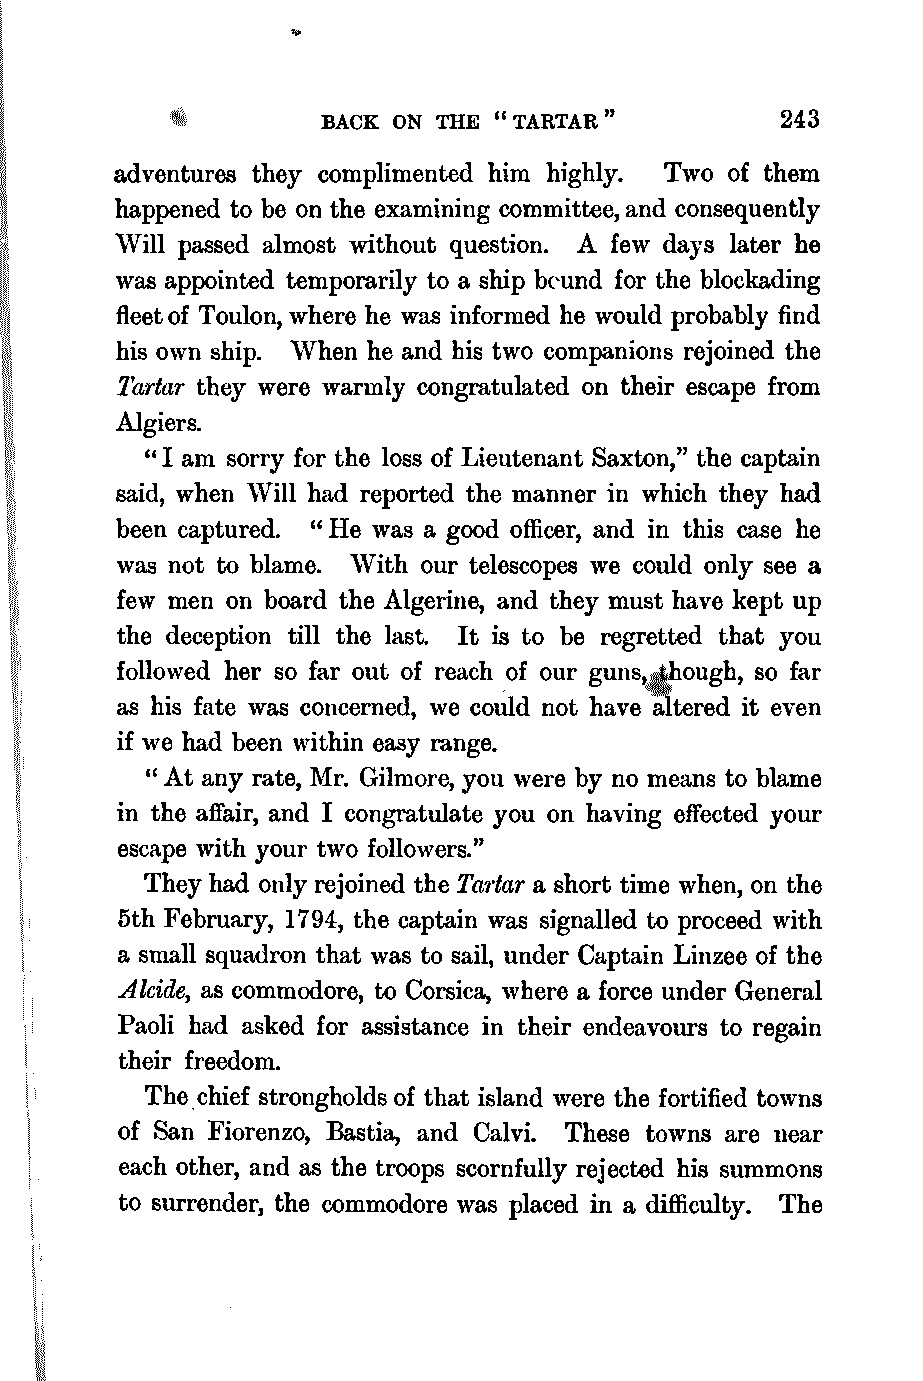 BACK ON THE "TARTAR" 243
adventures they complimented him highly. Two of them
happened to be on the examining committee, and consequently
Will passed almost without question. A few days later he
was appointed temporarily to a ship bound for the blockading
fleet of Toulon, where he was informed he would probably find
his own ship. When he and his two companions rejoined the
Tartar they were warmly congratulated on their escape from
Algiers.
"I am sorry for the loss of Lieutenant Saxton," the captain
said, when Will had reported the manner in which they had
been captured. "He was a good officer, and in this case he
was not to blame. With our telescopes we could only see a
few men on board the Algerine, and they must have kept up
the deception till the last. It is to be regretted that you
followed her so far out of reach of our guns, though, so far
as his fate was concerned, we could not have altered it even
if we had been within easy range.
"At any rate, Mr. Gilmore, you were by no means to blame
in the affair, and I congratulate you on having effected your
escape with your two followers."
They had only rejoined the Tartar a short time when, on the
5th February, 1794, the captain was signalled to proceed with
a small squadron that was to sail, under Captain Linzee of the
Alcide, as commodore, to Corsica, where a force under General
Paoli had asked for assistance in their endeavours to regain
their freedom.
The chief strongholds of that island were the fortified towns
of San Fiorenzo, Bastia, and Calvi. These towns are near
each other, and as the troops scornfully rejected his summons
to surrender, the commodore was placed in a difficulty. The